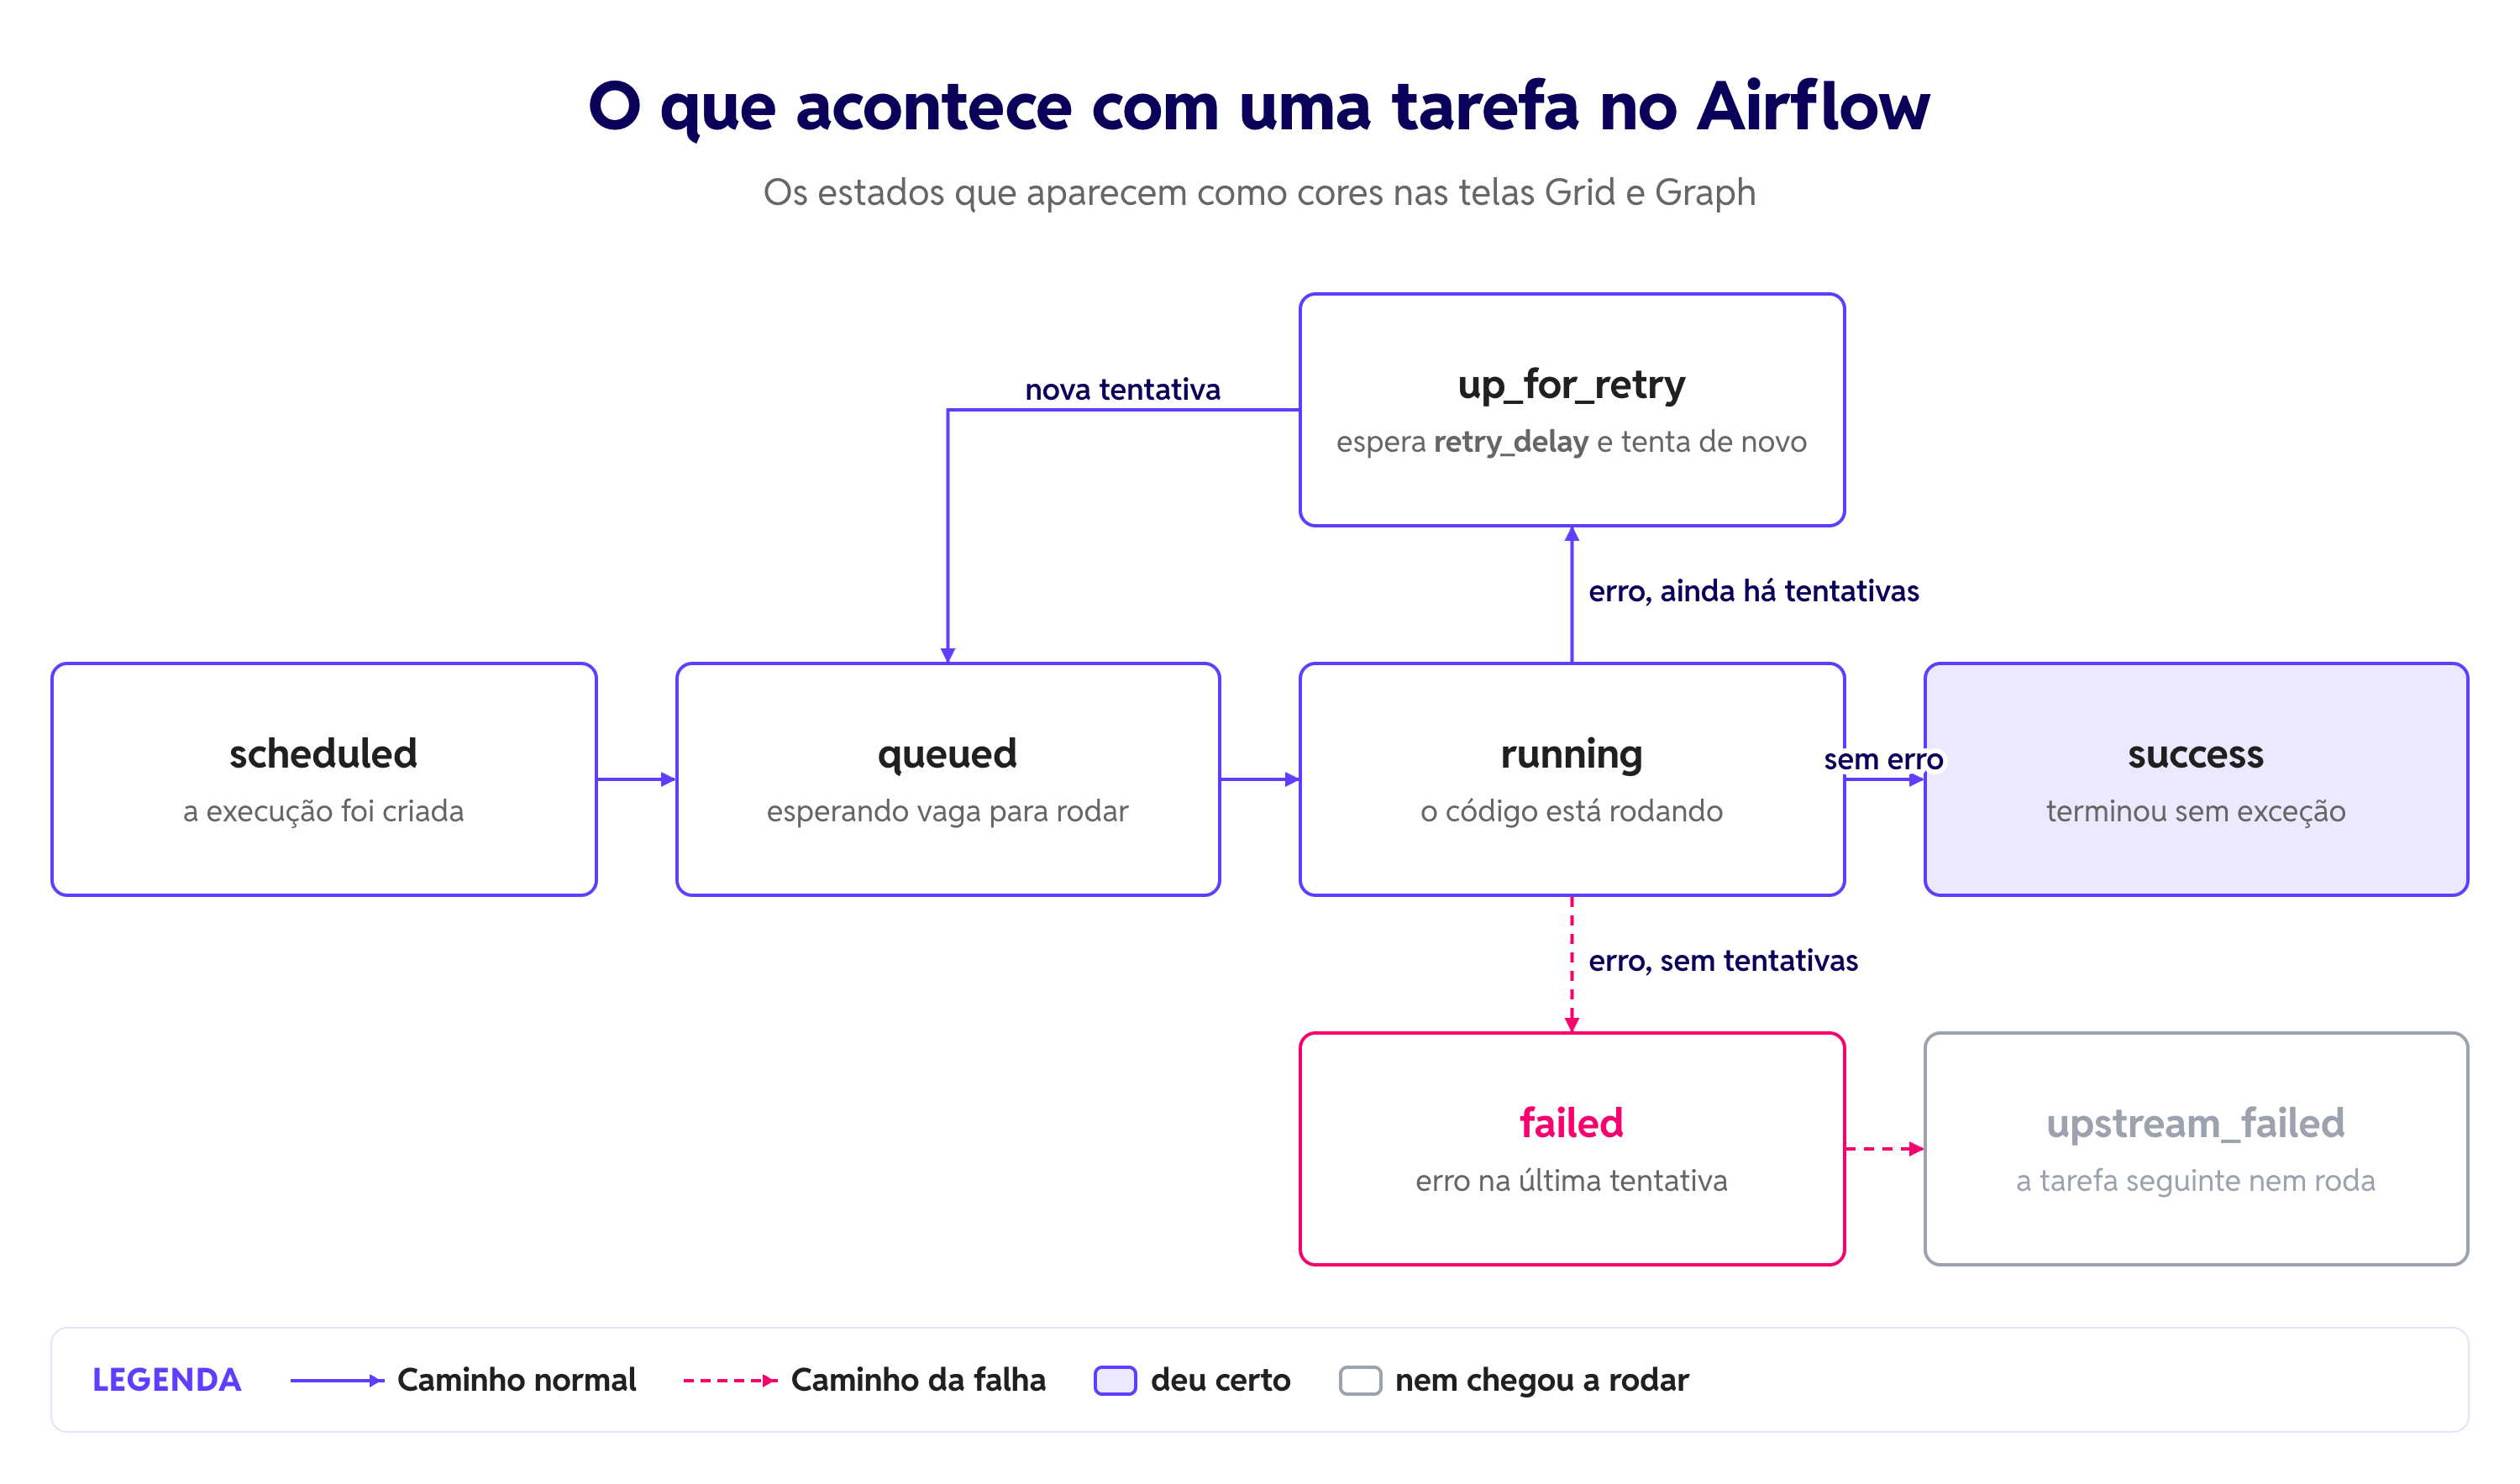 O que acontece com uma tarefa no Airflow
Os estados que aparecem como cores nas telas Grid e Graph
up_for_retry
espera retry_delay e tenta de novo
nova tentativa
erro, ainda há tentativas
scheduled
a execução foi criada
queued
esperando vaga para rodar
running
o código está rodando
sem erro
success
terminou sem exceção
erro, sem tentativas
failed
erro na última tentativa
upstream_failed
a tarefa seguinte nem roda
LEGENDA
Caminho normal
Caminho da falha
deu certo
nem chegou a rodar